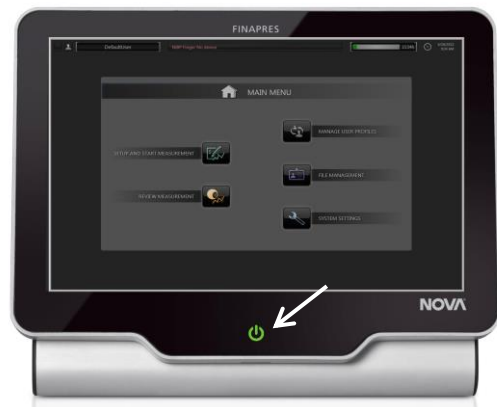 FINAPRES
DefaultUser
MAIN MENU
MANAGE USER PROFILES
SETUP AND START MEASUREMENT
FILE MANAGEMENT
REVIEW MEASUREMENT
SYSTEM SETTINGS
NOVA